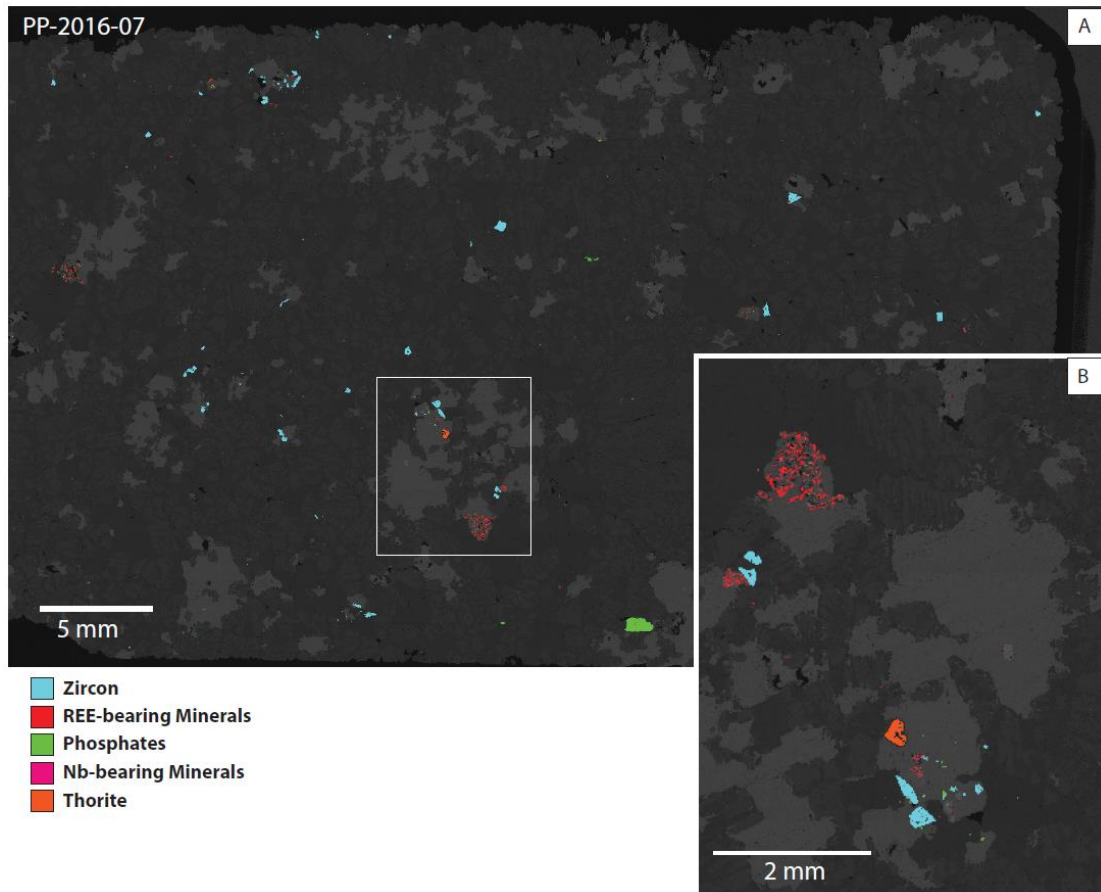 PP-2016-07
A
B
5 mm
2 mm
Zircon
REE-bearing Minerals
Phosphates
Nb-bearing Minerals
Thorite